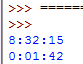 >>> ======
>>>
8:32:15
0:01:42